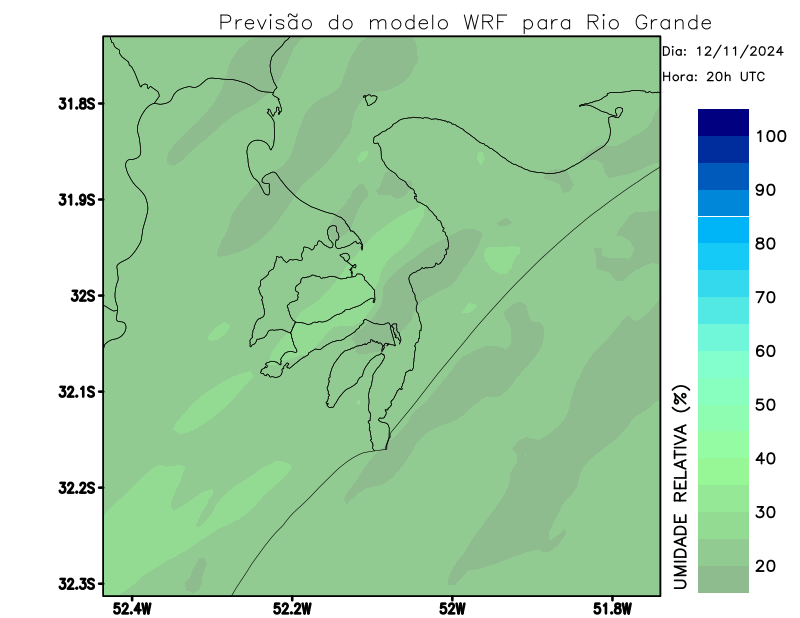 Previsão do modelo WRF para Rio Grande
Dia: 12/11/2024
Hora: 20h UTC
31.8S
31.9S
32S
32.1S
32.2S
32.3S
52.4W
52.2W
52W
51.8W
UMIDADE RELATIVA (%)
100
90
80
70
60
50
40
30
20